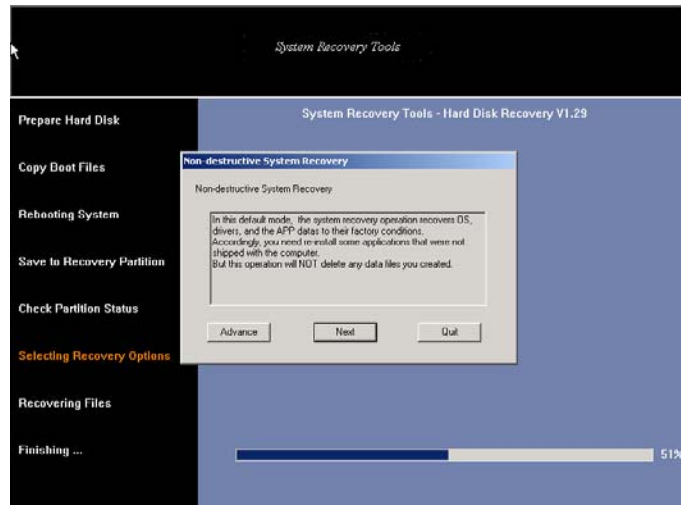 System Recovery Tools
System Recovery Tools - Hard Disk Recovery V1.29
Prepare Hard Disk
Copy Boot Files
Rebooting System
Save to Recovery Partition
Check Partition Status
Selecting Recovery Options
Recovering Files
Finishing ...
Non-destructive System Recovery
Non-destructive System Recovery
In this default mode, the system recovery operation recovers OS,
drivers, and the APP datas to their factory conditions.
Accordingly, you need re-install some applications that were not
shipped with the computer.
But this operation will NOT delete any data files you created.
Advance
Next
Quit
51%